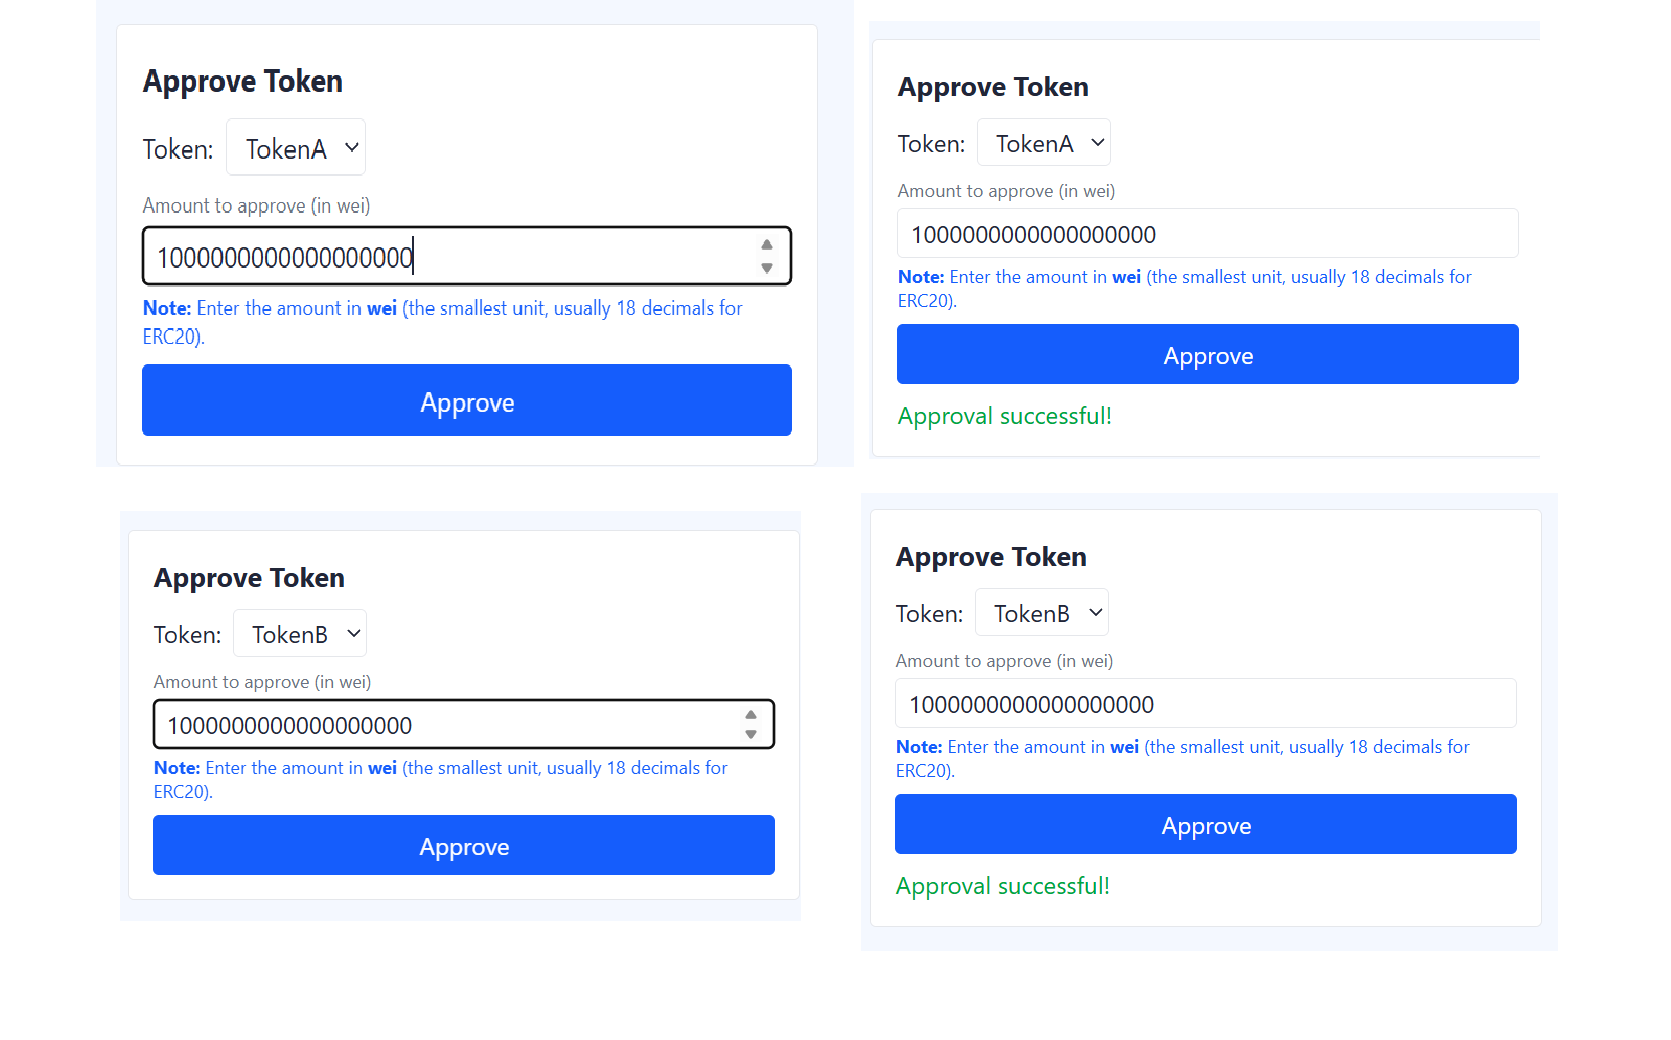 Approve Token
Token: TokenA
Amount to approve (in wei)
1000000000000000000
Note: Enter the amount in wei (the smallest unit, usually 18 decimals for
ERC20).
Approve
Approve Token
Token: TokenA
Amount to approve (in wei)
1000000000000000000
Note: Enter the amount in wei (the smallest unit, usually 18 decimals for
ERC20).
Approve
Approval successful!
Approve Token
Token: TokenB
Amount to approve (in wei)
1000000000000000000
Note: Enter the amount in wei (the smallest unit, usually 18 decimals for
ERC20).
Approve
Approve Token
Token: TokenB
Amount to approve (in wei)
1000000000000000000
Note: Enter the amount in wei (the smallest unit, usually 18 decimals for
ERC20).
Approve
Approval successful!